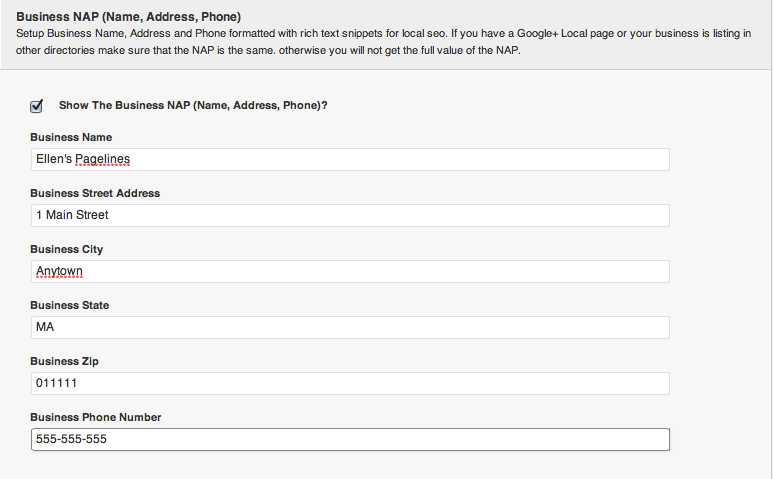 Business NAP (Name, Address, Phone)
Setup Business Name, Address and Phone formatted with rich text snippets for local seo. If you have a Google+ Local page or your business is listing in
other directories make sure that the NAP is the same. otherwise you will not get the full value of the NAP.
Show The Business NAP (Name, Address, Phone)?
Business Name
Ellen's Pagelines
Business Street Address
1 Main Street
Business City
Anytown
Business State
MA
Business Zip
011111
Business Phone Number
555-555-555